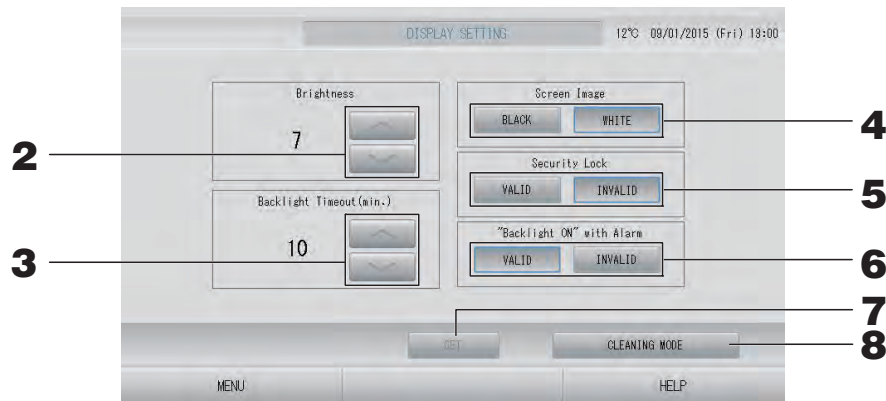 DISPLAY SETTING
12℃ 09/01/2015 (Fri) 13:00
Brightness
7
Backlight Timeout(min.)
10
Screen Image
BLACK WHITE
Security Lock
VALID INVALID
"Backlight ON" with Alarm
VALID INVALID
SET
CLEANING MODE
MENU
HELP
2
3
4
5
6
7
8